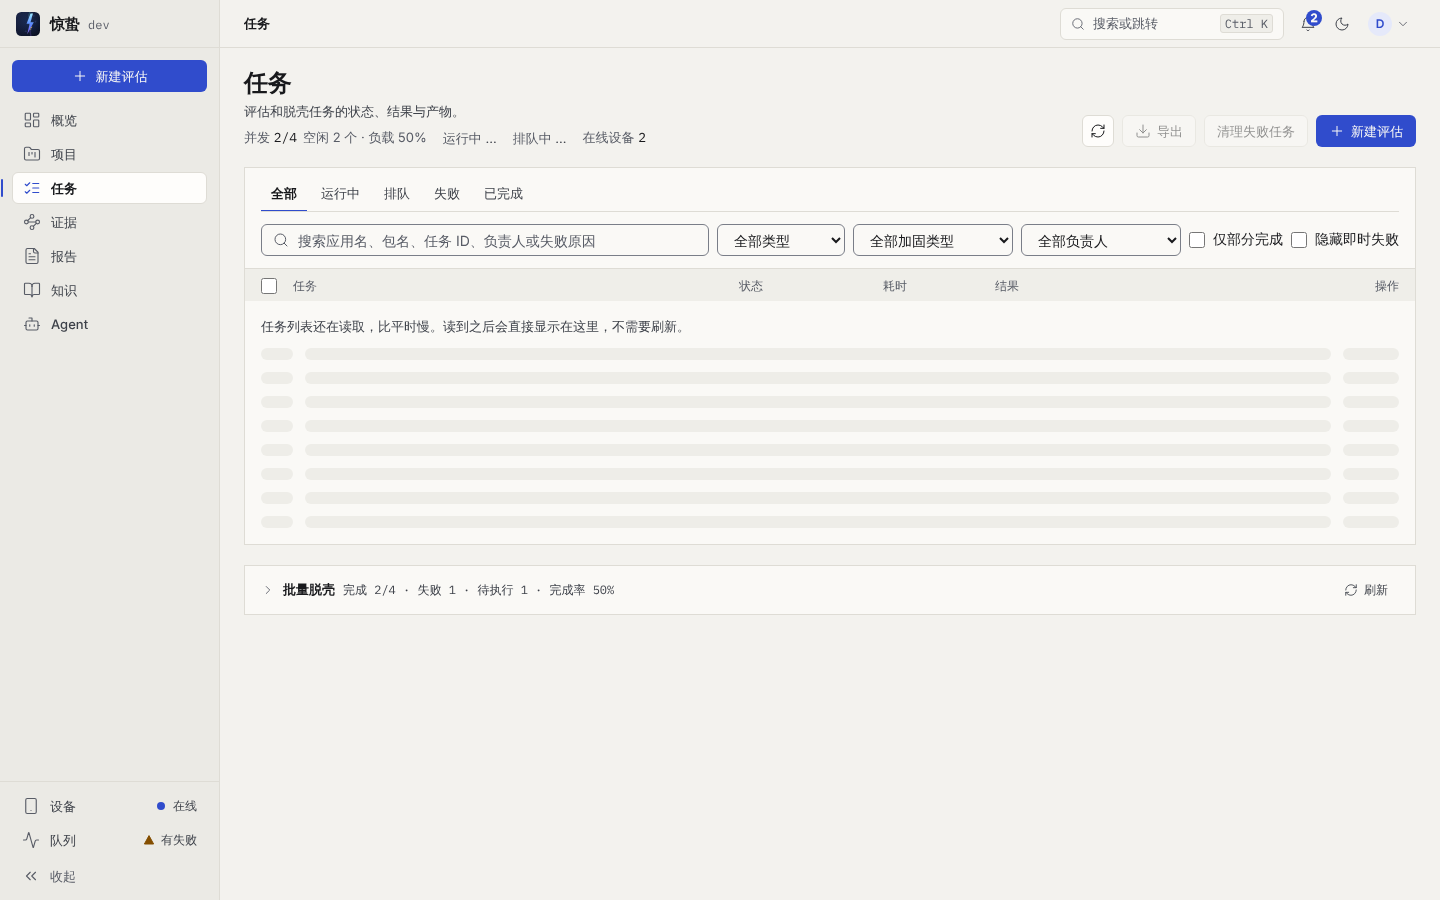 惊蛰 dev
任务
搜索或跳转 Ctrl K
2
D
新建评估
概览
项目
任务
证据
报告
知识
Agent
设备 在线
队列 有失败
收起
任务
评估和脱壳任务的状态、结果与产物。
并发 2/4 空闲 2 个 · 负载 50% 运行中 ... 排队中 ... 在线设备 2
导出 清理失败任务 新建评估
全部 运行中 排队 失败 已完成
搜索应用名、包名、任务 ID、负责人或失败原因 全部类型 全部加固类型 全部负责人 仅部分完成 隐藏即时失败
任务 状态 耗时 结果 操作
任务列表还在读取，比平时慢。读到之后会直接显示在这里，不需要刷新。
批量脱壳 完成 2/4 · 失败 1 · 待执行 1 · 完成率 50% 刷新